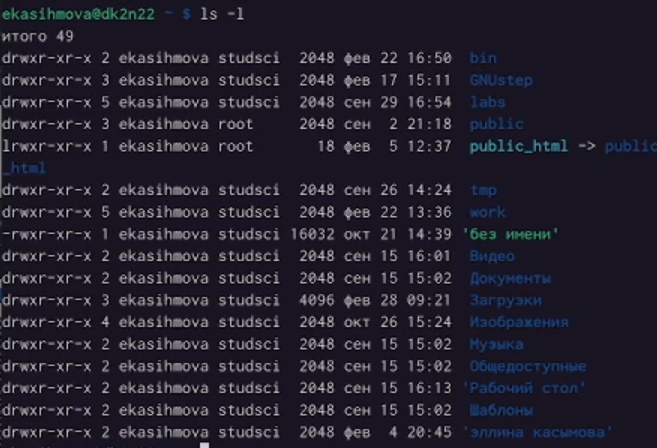 ekasihmova@dk2n22 ~ $ ls -l
итого 49
drwxr-xr-x 2 ekasihmova studsci  2048 фев 22 16:50  bin
drwxr-xr-x 3 ekasihmova studsci  2048 фев 17 15:11  GNUstep
drwxr-xr-x 5 ekasihmova studsci  2048 сен 29 16:54  labs
drwxr-xr-x 3 ekasihmova root     2048 сен  2 21:18  public
lrwxr-xr-x 1 ekasihmova root       18 фев  5 12:37  public_html -> public
_html
drwxr-xr-x 2 ekasihmova studsci  2048 сен 26 14:24  tmp
drwxr-xr-x 5 ekasihmova studsci  2048 фев 22 13:36  work
-rwxr-xr-x 1 ekasihmova studsci 16032 окт 21 14:39 'без имени'
drwxr-xr-x 2 ekasihmova studsci  2048 сен 15 16:01  Видео
drwxr-xr-x 2 ekasihmova studsci  2048 сен 15 15:02  Документы
drwxr-xr-x 3 ekasihmova studsci  4096 фев 28 09:21  Загрузки
drwxr-xr-x 4 ekasihmova studsci  2048 окт 26 15:24  Изображения
drwxr-xr-x 2 ekasihmova studsci  2048 сен 15 15:02  Музыка
drwxr-xr-x 2 ekasihmova studsci  2048 сен 15 15:02  Общедоступные
drwxr-xr-x 2 ekasihmova studsci  2048 сен 15 16:13 'Рабочий стол'
drwxr-xr-x 2 ekasihmova studsci  2048 сен 15 15:02  Шаблоны
drwxr-xr-x 2 ekasihmova studsci  2048 фев  4 20:45 'эллина касымова'